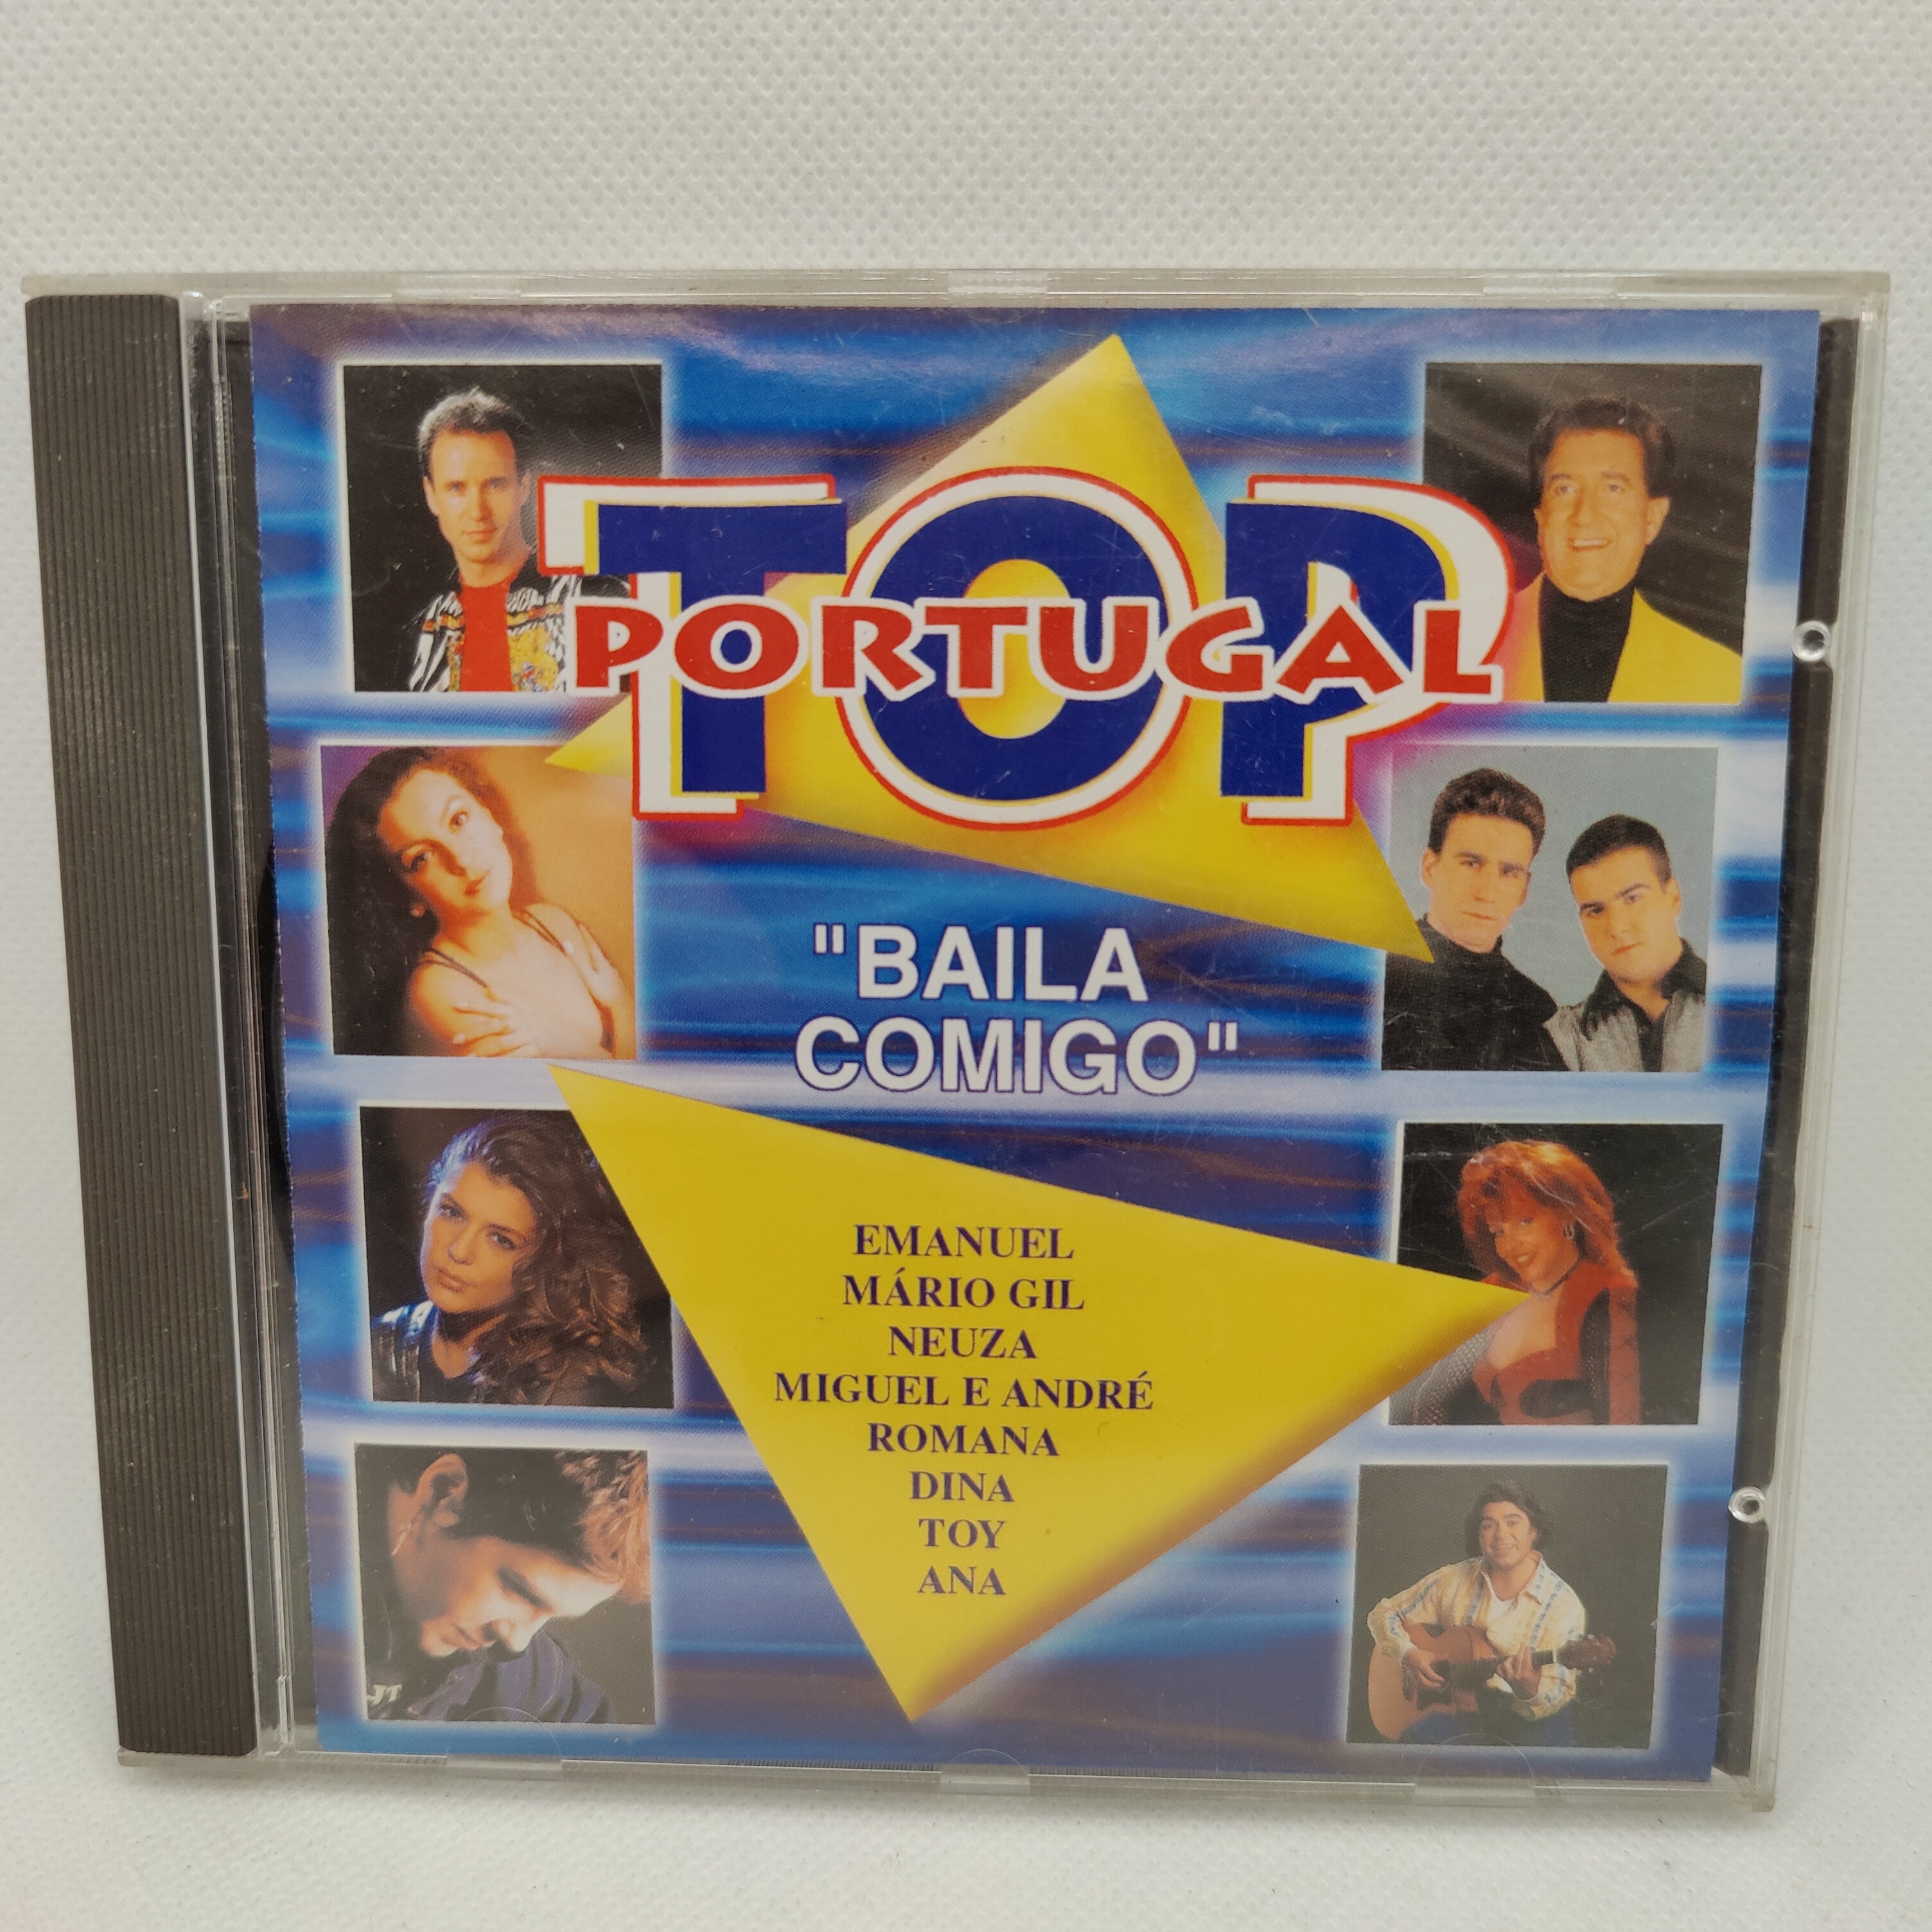 TOP
PORTUGAL
"BAILA
COMIGO"
EMANUEL
MÁRIO GIL
NEUZA
MIGUEL E ANDRÉ
ROMANA
DINA
TOY
ANA